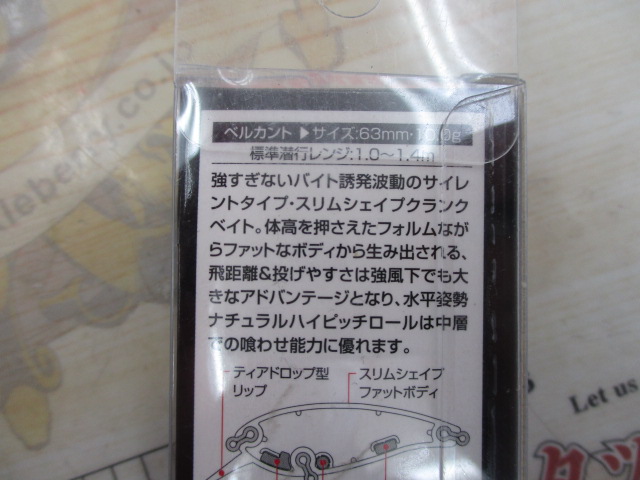 ベルカント ▶ サイズ:63mm・10.0g
標準潜行レンジ:1.0〜1.4m
強すぎないバイト誘発波動のサイレ
ントタイプ・スリムシェイプクランク
ベイト。体高を押さえたフォルムなが
らファットなボディから生み出される、
飛距離&投げやすさは強風下でも大
きなアドバンテージとなり、水平姿勢
ナチュラルハイピッチロールは中層
での喰わせ能力に優れます。
ティアドロップ型
リップ
スリムシェイプ
ファットボディ
Let us